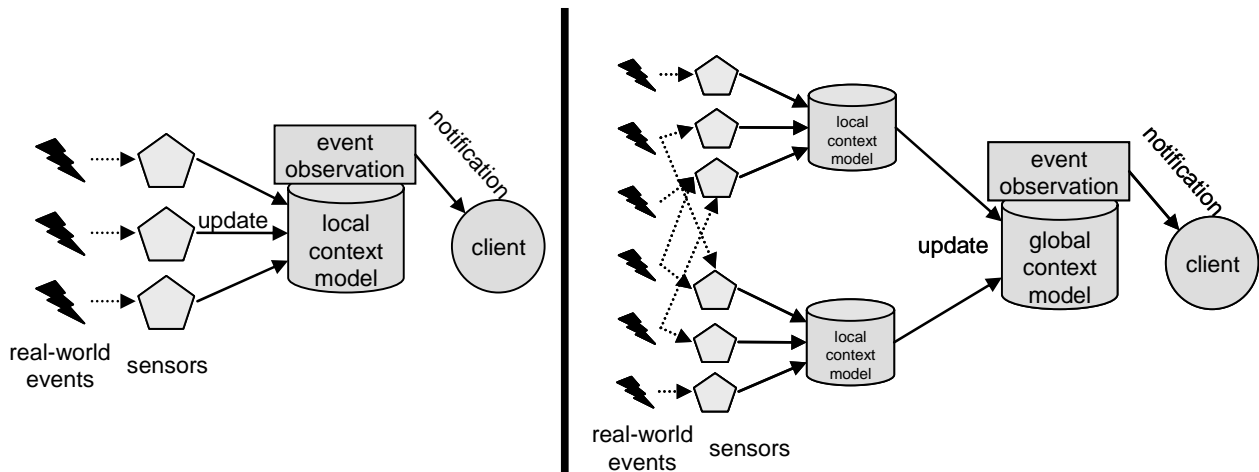 notification
event
observation
update
local
context
model
client
real-world
events
sensors
local
context
model
notification
event
observation
update
global
context
model
client
local
context
model
real-world
events
sensors